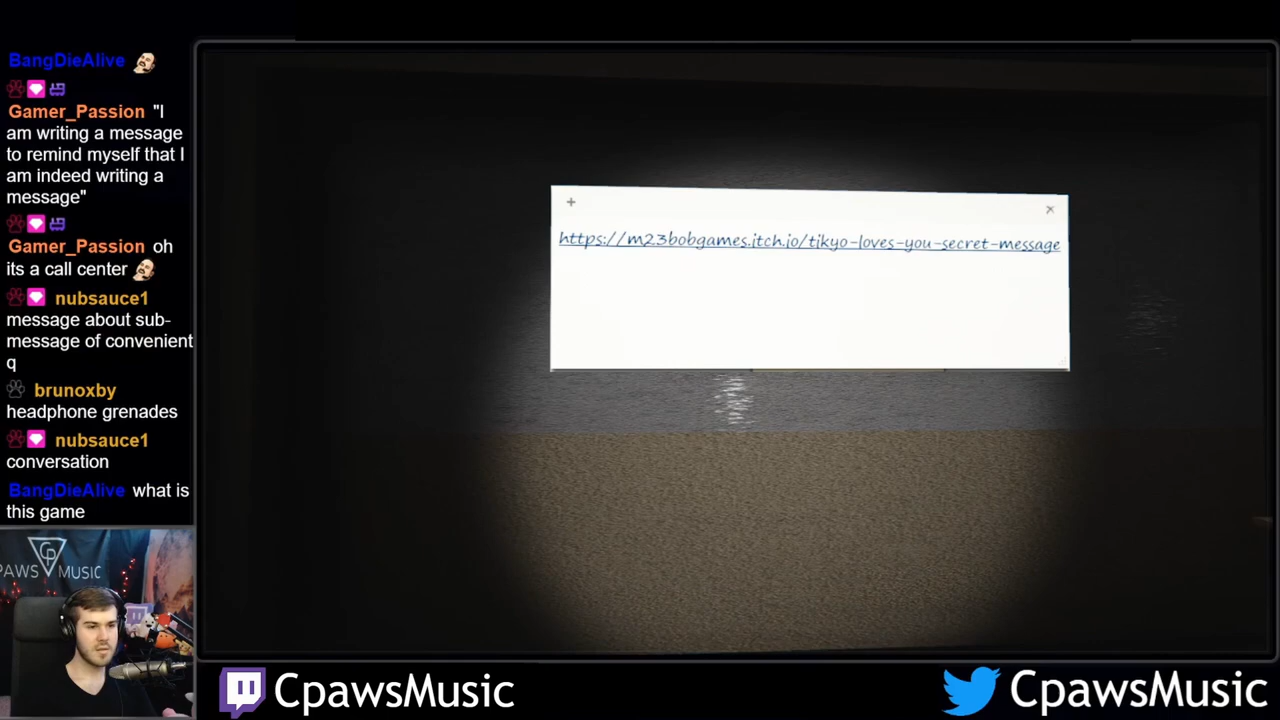 BangDieAlive
Gamer_Passion "I
am writing a message
to remind myself that I
am indeed writing a
message"
Gamer_Passion oh
its a call center
nubsauce1
message about sub-
message of convenient
q
brunoxby
headphone grenades
nubsauce1
conversation
BangDieAlive what is
this game
https://m23bobgames.itch.io/tikyo-loves-you-secret-message
CP
PAWS MUSIC
CpawsMusic
CpawsMusic